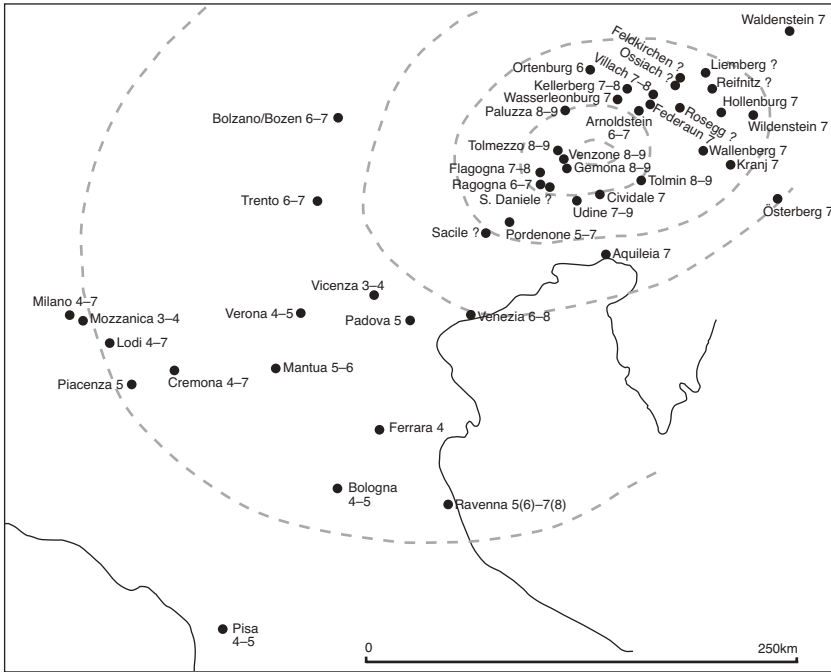 Waldenstein 7
Feldkirchen ?
Ossiach ?
Villach 7–8
Liemberg ?
Reifnitz ?
Ortenburg 6
Kellerberg 7–8
Wasserleonburg 7
Hollenburg 7
Paluzza 8–9
Bolzano/Bozen 6–7
Arnoldstein
6–7
Federaun 7
Rosegg ?
Wildenstein 7
Tolmezzo 8–9
Venzone 8–9
Wallenberg 7
Gemona 8–9
Kranj 7
Flagogna 7–8
Ragogna 6–7
Tolmin 8–9
S. Daniele ?
Cividale 7
Trento 6–7
Udine 7–9
Österberg 7
Sacile ?
Pordenone 5–7
Aquileia 7
Vicenza 3–4
Milano 4–7
Mozzanica 3–4
Verona 4–5
Padova 5
Venezia 6–8
Lodi 4–7
Mantua 5–6
Piacenza 5
Cremona 4–7
Ferrara 4
Bologna
4–5
Ravenna 5(6)–7(8)
Pisa
4–5
0
250km